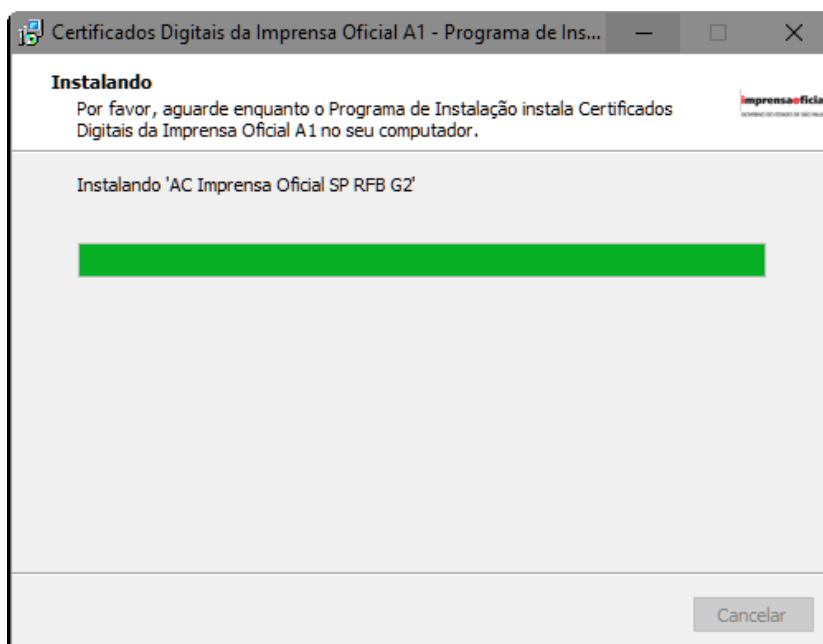 Certificados Digitais da Imprensa Oficial A1 - Programa de Ins...
Instalando
Por favor, aguarde enquanto o Programa de Instalação instala Certificados
Digitais da Imprensa Oficial A1 no seu computador.
imprensaoficia
Instalando 'AC Imprensa Oficial SP RFB G2'
Cancelar